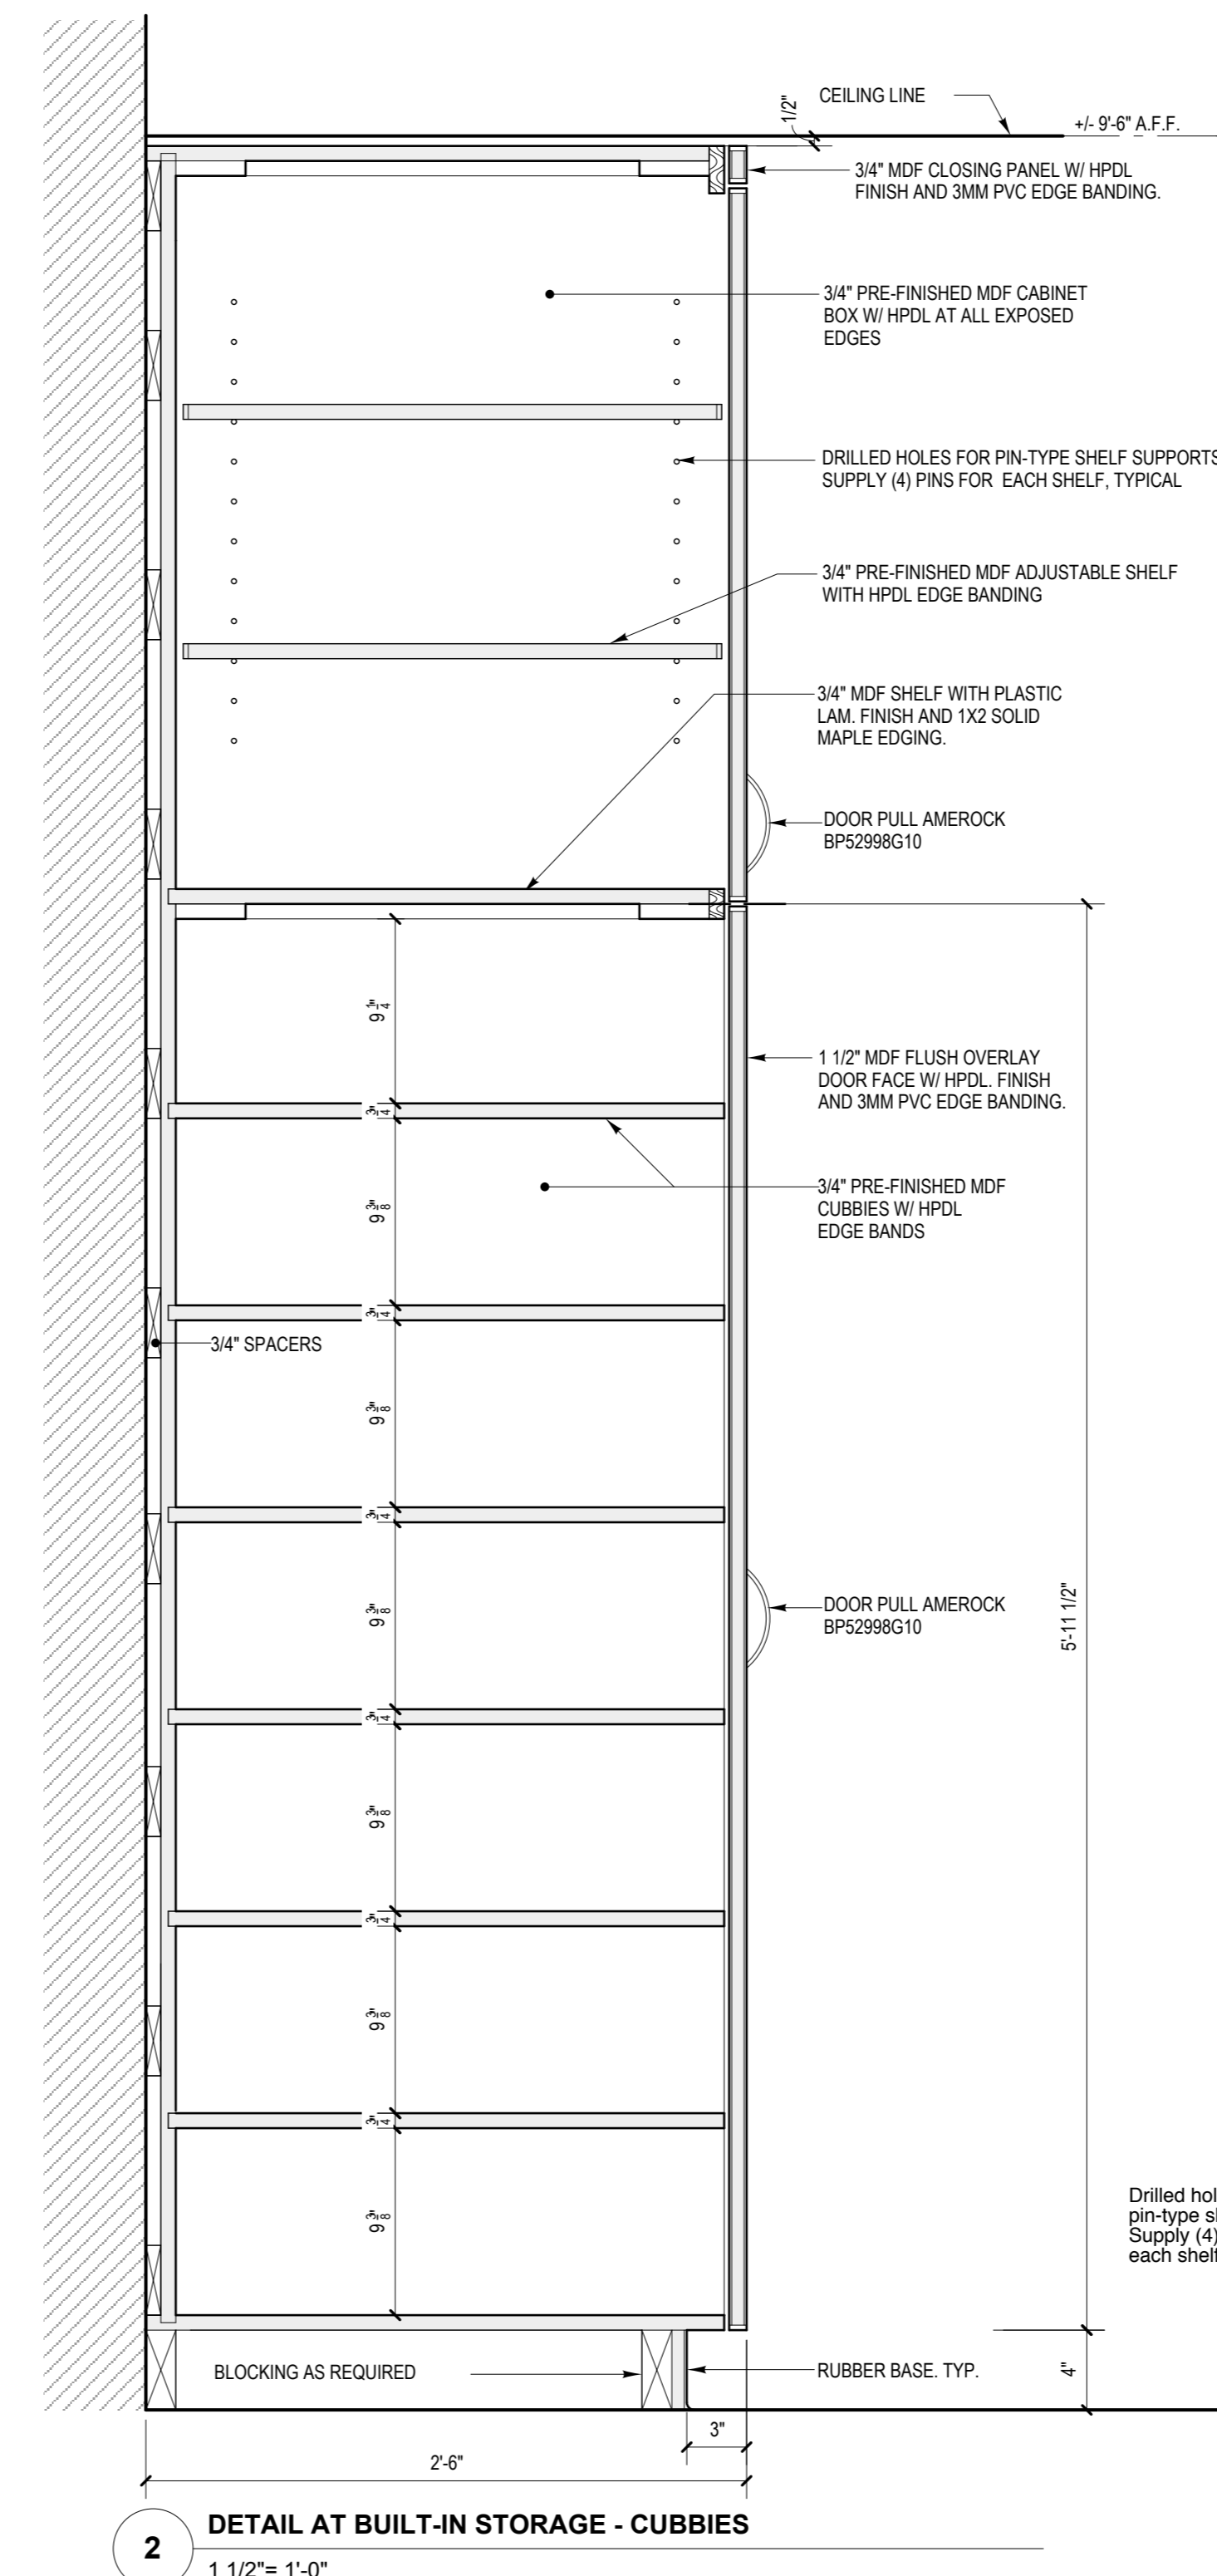 CEILING LINE
1/2"
+/- 9'-6" A.F.F.
3/4" MDF CLOSING PANEL W/ HPDL
FINISH AND 3MM PVC EDGE BANDING.
3/4" PRE-FINISHED MDF CABINET
BOX W/ HPDL AT ALL EXPOSED
EDGES
DRILLED HOLES FOR PIN-TYPE SHELF SUPPORTS
SUPPLY (4) PINS FOR EACH SHELF, TYPICAL
3/4" PRE-FINISHED MDF ADJUSTABLE SHELF
WITH HPDL EDGE BANDING
3/4" MDF SHELF WITH PLASTIC
LAM. FINISH AND 1X2 SOLID
MAPLE EDGING.
DOOR PULL AMEROCK
BP52998G10
9 1/4"
1 1/2" MDF FLUSH OVERLAY
DOOR FACE W/ HPDL. FINISH
AND 3MM PVC EDGE BANDING.
3/4"
9 3/8"
3/4" PRE-FINISHED MDF
CUBBIES W/ HPDL
EDGE BANDS
3/4"
3/4" SPACERS
9 3/8"
3/4"
9 3/8"
DOOR PULL AMEROCK
BP52998G10
5'-11 1/2"
3/4"
9 3/8"
3/4"
9 3/8"
3/4"
9 3/8"
Drilled hol
pin-type sl
Supply (4)
each shelf
BLOCKING AS REQUIRED
RUBBER BASE. TYP.
4"
3"
2'-6"
2
DETAIL AT BUILT-IN STORAGE - CUBBIES
1 1/2"= 1'-0"